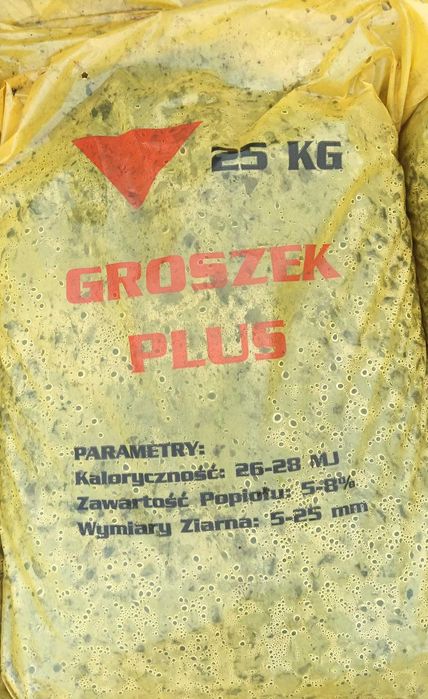 25 KG
GROSZEK
PLUS
PARAMETRY:
Kaloryczność: 26-28 MJ
Zawartość Popiołu: 5-8%
Wymiary Ziarna: 5-25 mm